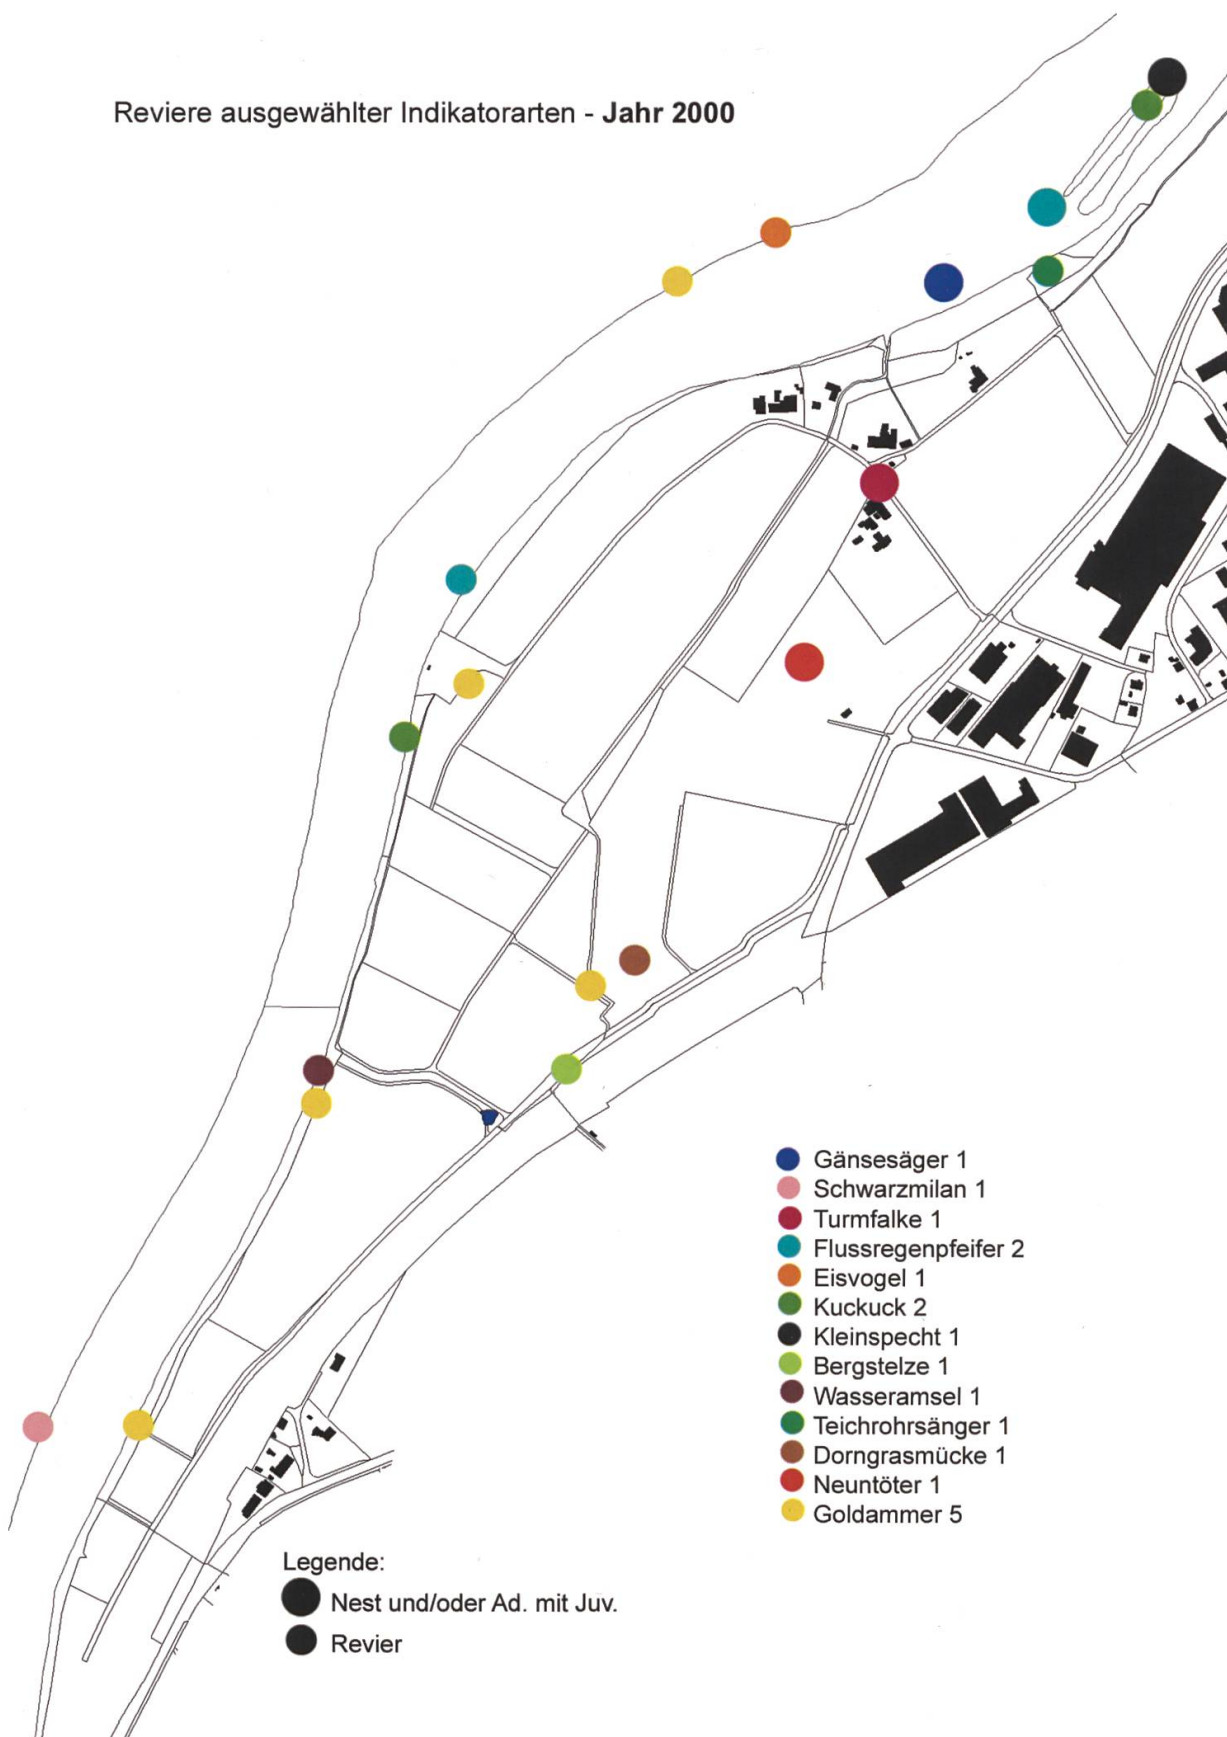 Reviere ausgewählter Indikatorarten - Jahr 2000
Gänsesäger 1
Schwarzmilan 1
Turmfalke 1
Flussregenpfeifer 2
Eisvogel 1
Kuckuck 2
Kleinspecht 1
Bergstelze 1
Wasseramsel 1
Teichrohrsänger 1
Dorngrasmücke 1
Neuntöter 1
Goldammer 5
Legende:
Nest und/oder Ad. mit Juv.
Revier